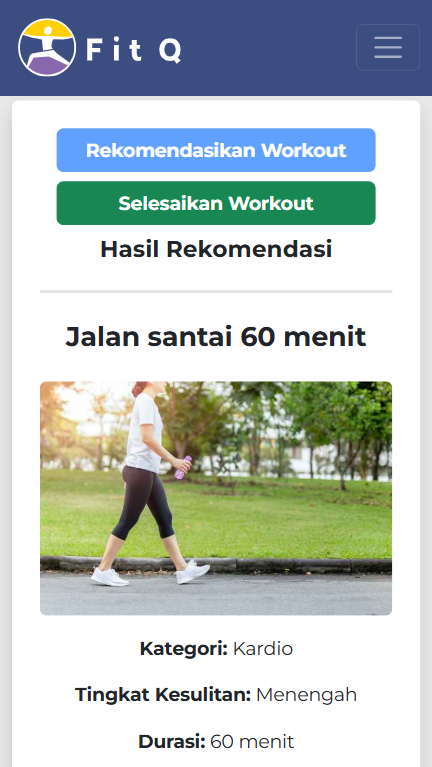 Fit Q
Rekomendasikan Workout
Selesaikan Workout
Hasil Rekomendasi
Jalan santai 60 menit
Kategori: Kardio
Tingkat Kesulitan: Menengah
Durasi: 60 menit